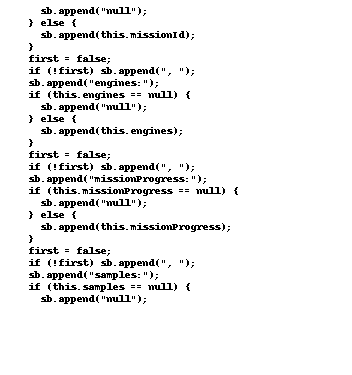 sb.append("null");
} else {
sb.append(this.missionId);
}
first = false;
if (!first) sb.append(", ");
sb.append("engines:");
if (this.engines == null) {
sb.append("null");
} else {
sb.append(this.engines);
}
first = false;
if (!first) sb.append(", ");
sb.append("missionProgress:");
if (this.missionProgress == null) {
sb.append("null");
} else {
sb.append(this.missionProgress);
}
first = false;
if (!first) sb.append(", ");
sb.append("samples:");
if (this.samples == null) {
sb.append("null");